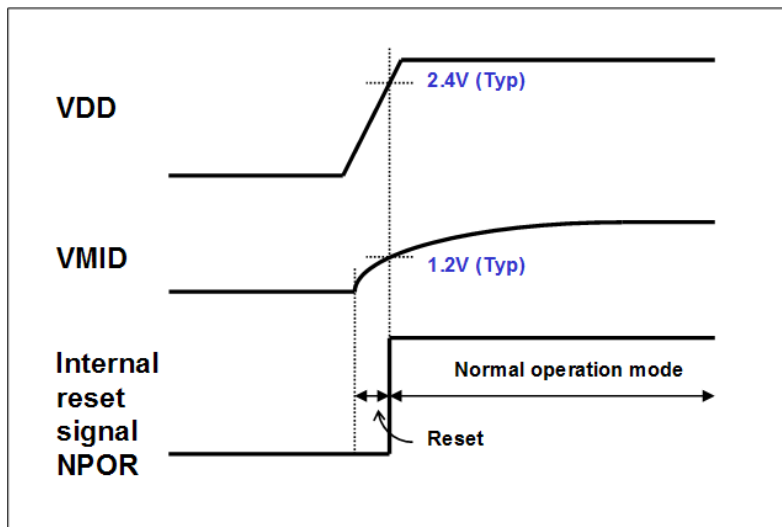 VDD
2.4V (Typ)
VMID
1.2V (Typ)
Internal
reset
signal
NPOR
Normal operation mode
Reset